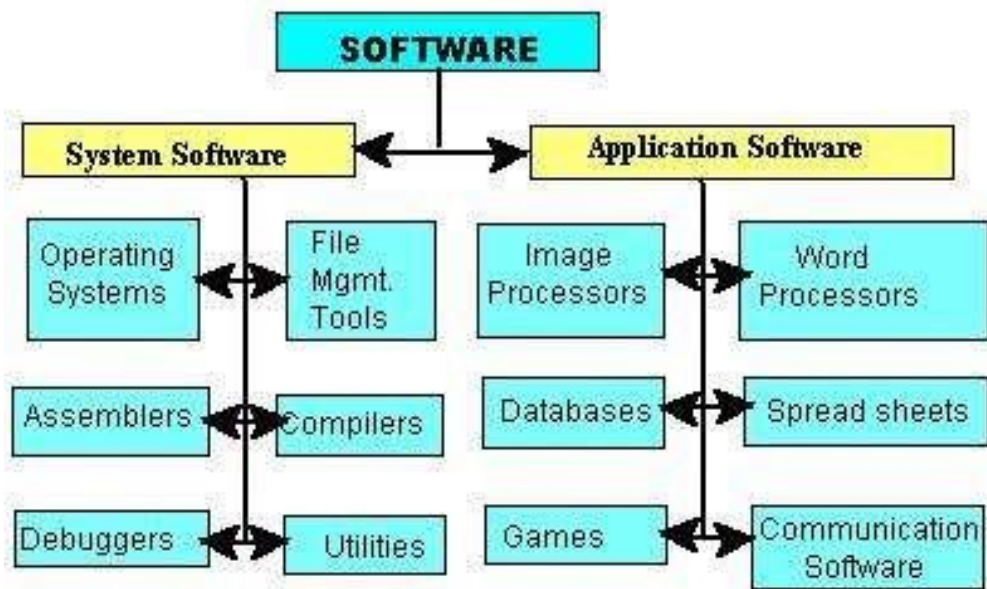 SOFTWARE
System Software
Application Software
Operating
Systems
File
Mgmt.
Tools
Image
Processors
Word
Processors
Assemblers
Compilers
Databases
Spread sheets
Debuggers
Utilities
Games
Communication
Software